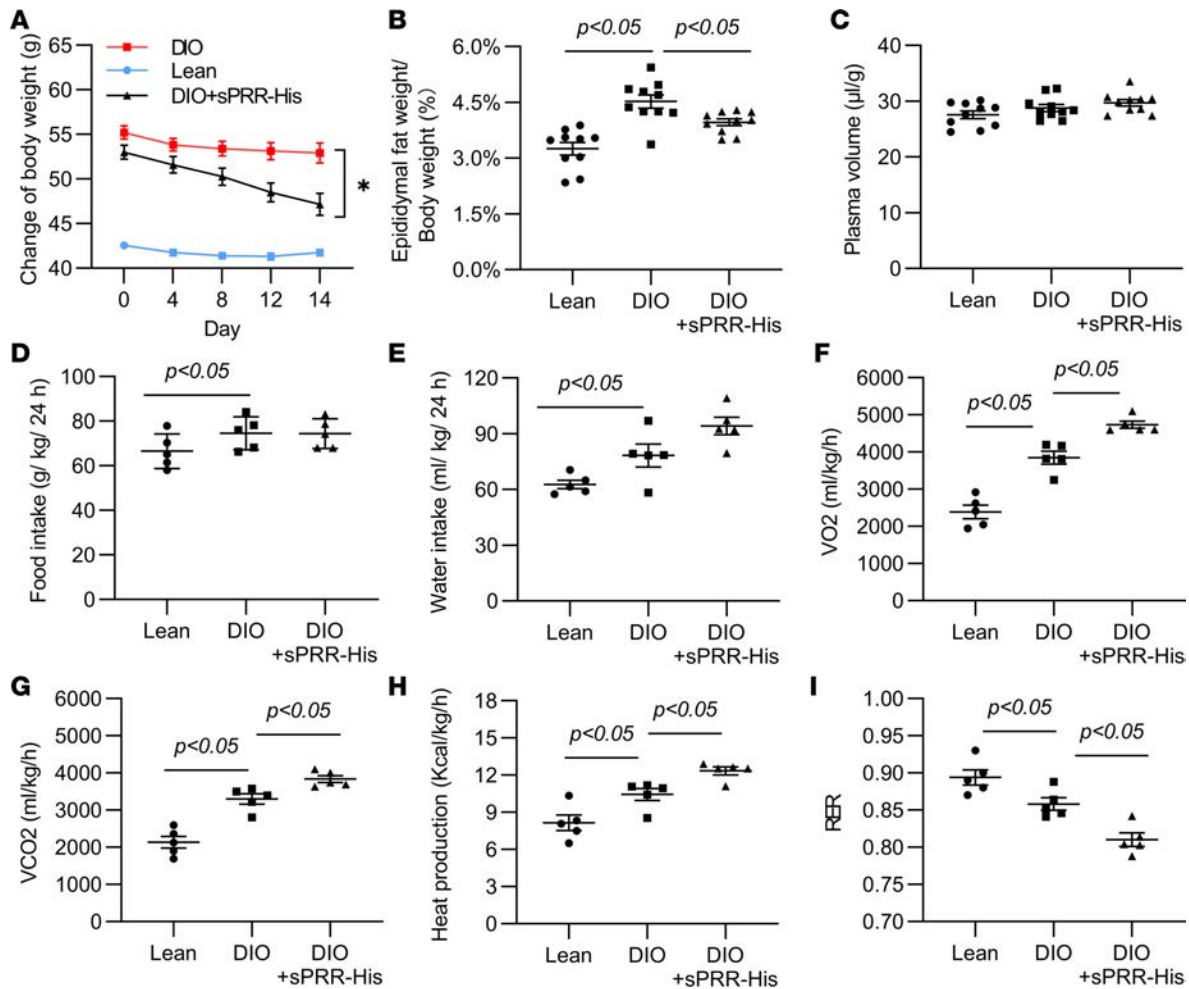 A
Change of body weight (g)
65
60
55
50
45
40
DIO
Lean
DIO+sPRR-His
*
0 4 8 12 14
Day
B
p<0.05 p<0.05
Epididymal fat weight/
Body weight (%)
6.0%
4.5%
3.0%
1.5%
0.0%
Lean DIO DIO
+sPRR-His
C
Plasma volume (µl/g)
40
30
20
10
0
Lean DIO DIO
+sPRR-His
D
p<0.05
Food intake (g/ kg/ 24 h)
100
80
60
40
20
0
Lean DIO DIO
+sPRR-His
E
p<0.05
Water intake (ml/ kg/ 24 h)
120
90
60
30
0
Lean DIO DIO
+sPRR-His
F
p<0.05
p<0.05
VO2 (ml/kg/h)
6000
5000
4000
3000
2000
1000
0
Lean DIO DIO
+sPRR-His
G
p<0.05
p<0.05
VCO2 (ml/kg/h)
6000
5000
4000
3000
2000
1000
0
Lean DIO DIO
+sPRR-His
H
p<0.05
p<0.05
Heat production (Kcal/kg/h)
18
15
12
9
6
3
0
Lean DIO DIO
+sPRR-His
I
p<0.05
p<0.05
RER
1.00
0.95
0.90
0.85
0.80
0.75
0.70
Lean DIO DIO
+sPRR-His